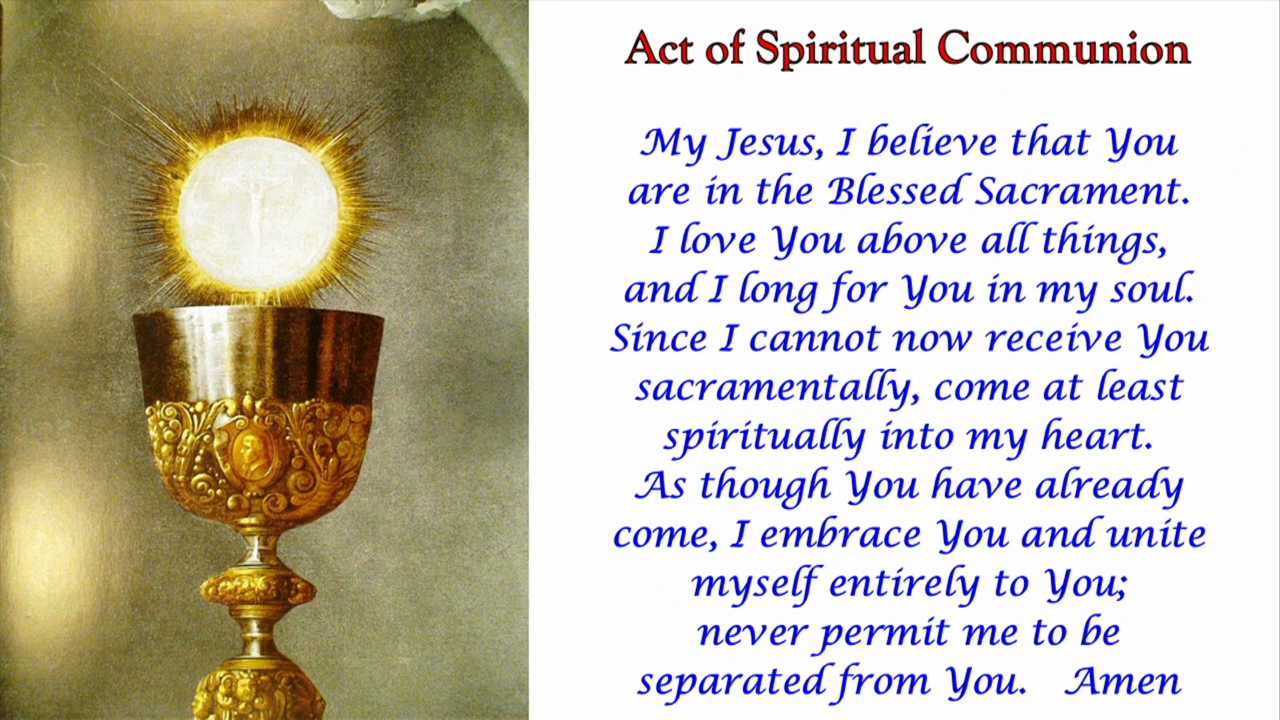 Act of Spiritual Communion
My Jesus, I believe that You
are in the Blessed Sacrament.
I love You above all things,
and I long for You in my soul.
Since I cannot now receive You
sacramentally, come at least
spiritually into my heart.
As though You have already
come, I embrace You and unite
myself entirely to You;
never permit me to be
separated from You. Amen